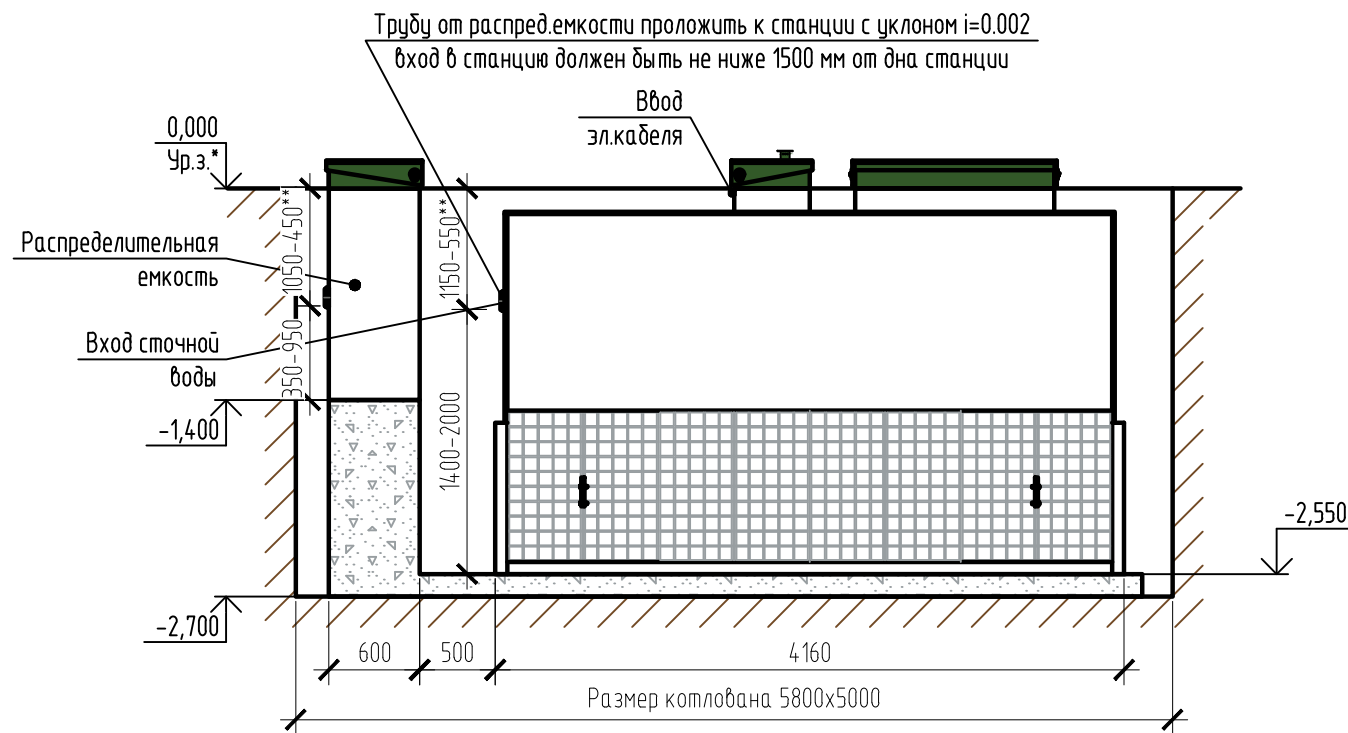 Трубу от распред.емкости проложить к станции с уклоном i=0.002
вход в станцию должен быть не ниже 1500 мм от дна станции
Ввод
эл.кабеля
0,000
Ур.з.*
Распределительная
емкость
1050-450**
1150-550**
Вход сточной
воды
350-950
-1,400
1400-2000
-2,550
-2,700
600
500
4160
Размер котлована 5800х5000